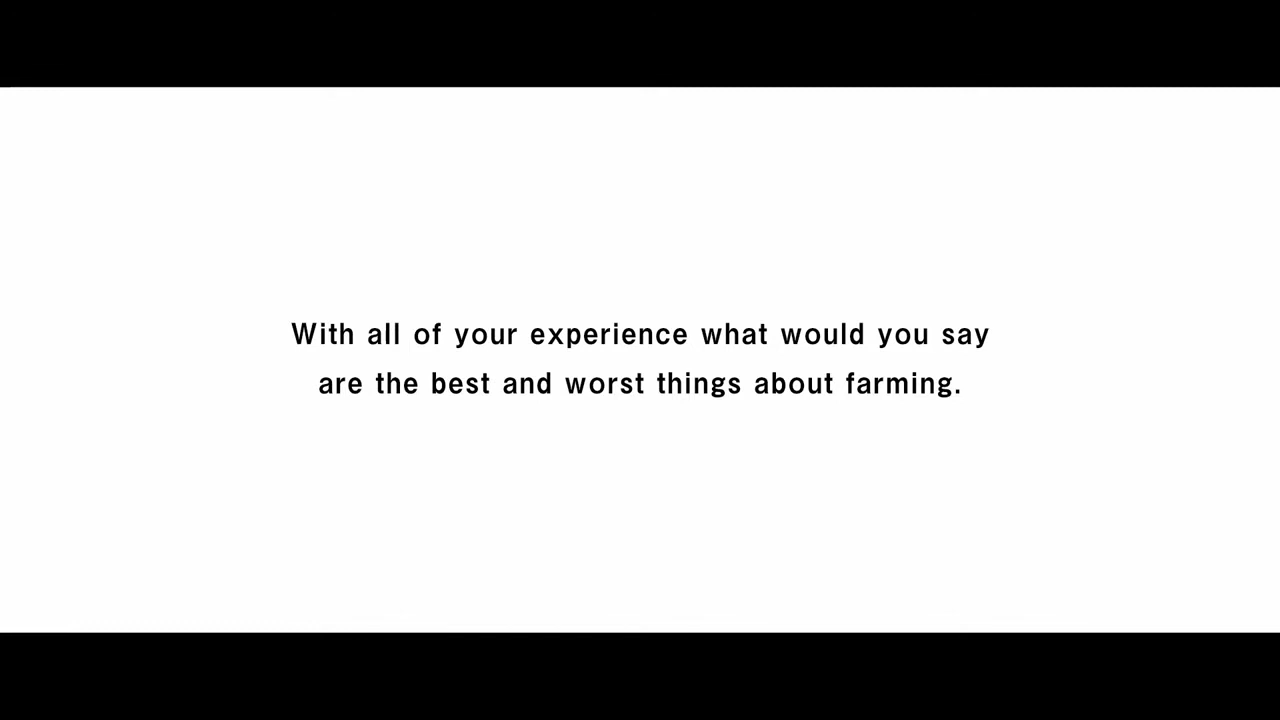 With all of your experience what would you say
are the best and worst things about farming.